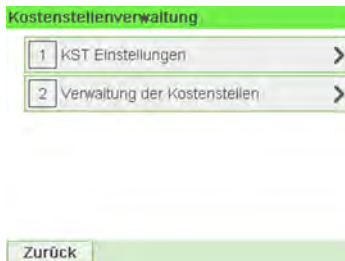 Kostenstellenverwaltung
1 KST Einstellungen
2 Verwaltung der Kostenstellen
Zurück